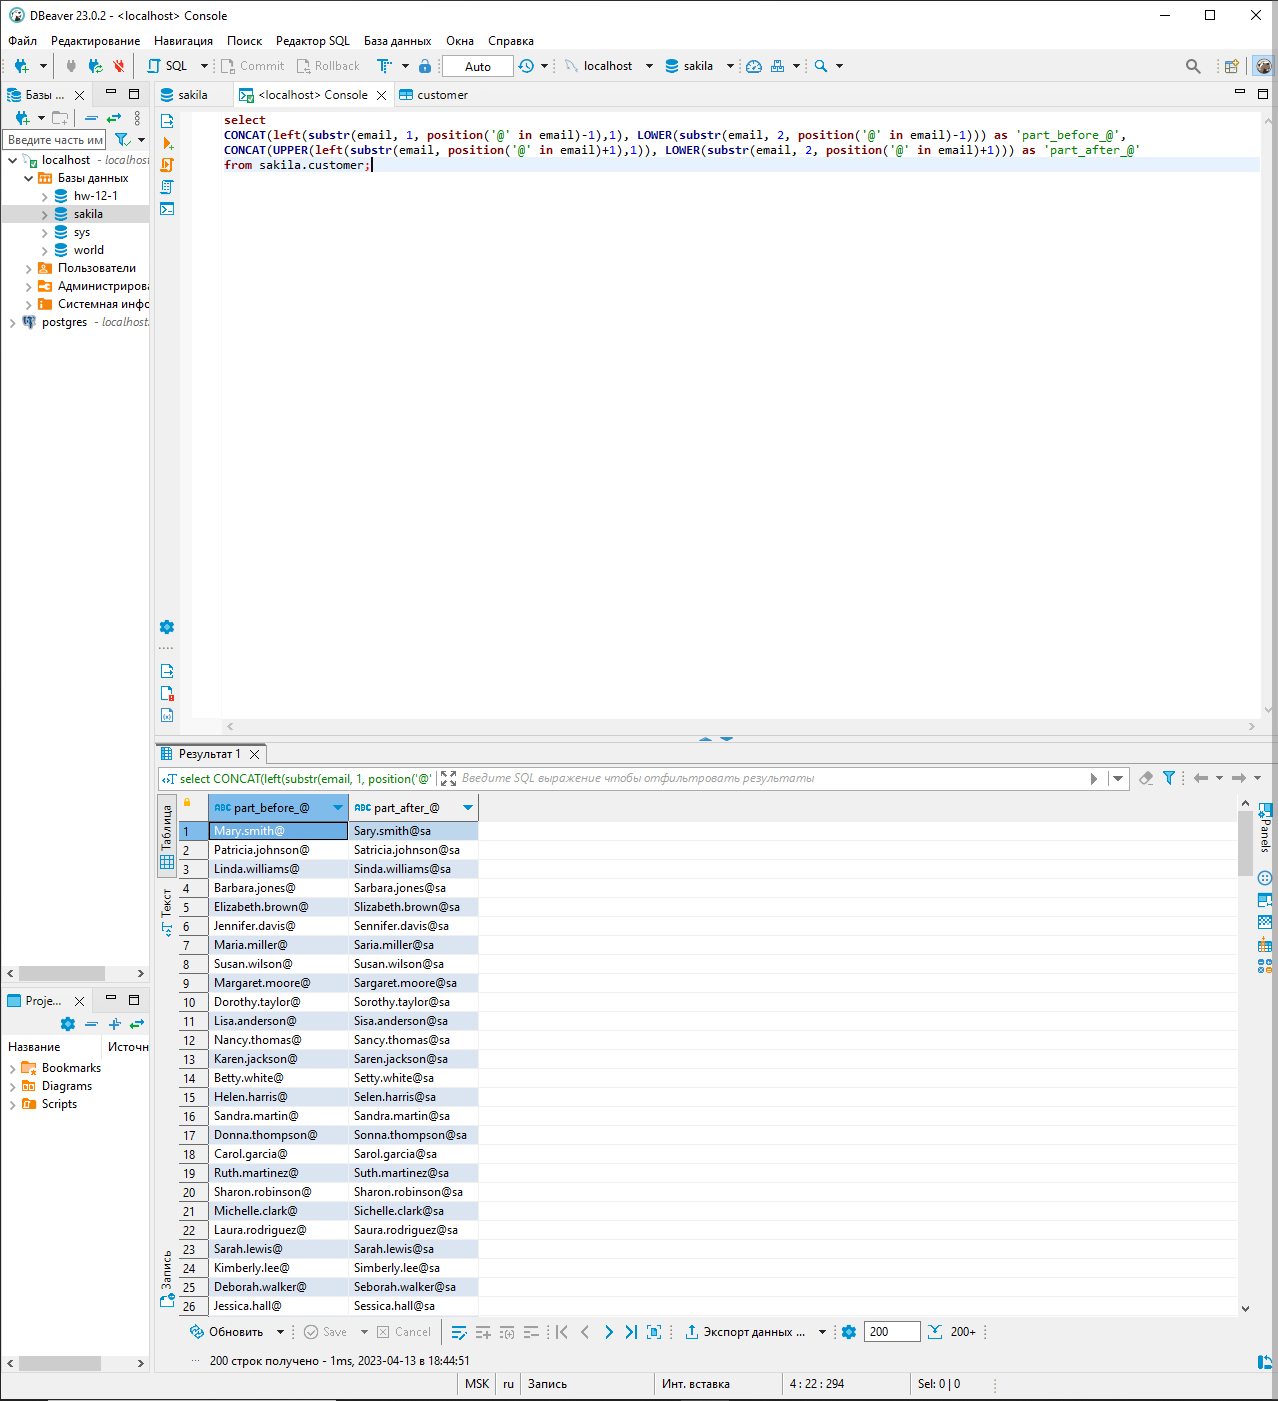 DBeaver 23.0.2 - <localhost> Console
Файл Редактирование Навигация Поиск Редактор SQL База данных Окна Справка
SQL Commit Rollback Auto localhost sakila
Базы ...
sakila <localhost> Console customer
Введите часть им
localhost - localhost
Базы данных
hw-12-1
sakila
sys
world
Пользователи
Администрирова
Системная инфо
postgres - localhost
select
CONCAT(left(substr(email, 1, position('@' in email)-1),1), LOWER(substr(email, 2, position('@' in email)-1))) as 'part_before_@',
CONCAT(UPPER(left(substr(email, position('@' in email)+1),1)), LOWER(substr(email, 2, position('@' in email)+1))) as 'part_after_@'
from sakila.customer;
Proje...
Название Источн
Bookmarks
Diagrams
Scripts
Результат 1
select CONCAT(left(substr(email, 1, position('@' Введите SQL выражение чтобы отфильтровать результаты
Таблица
Текст
Запись
Panels
ABC part_before_@ ABC part_after_@
1 Mary.smith@ Sary.smith@sa
2 Patricia.johnson@ Satricia.johnson@sa
3 Linda.williams@ Sinda.williams@sa
4 Barbara.jones@ Sarbara.jones@sa
5 Elizabeth.brown@ Slizabeth.brown@sa
6 Jennifer.davis@ Sennifer.davis@sa
7 Maria.miller@ Saria.miller@sa
8 Susan.wilson@ Susan.wilson@sa
9 Margaret.moore@ Sargaret.moore@sa
10 Dorothy.taylor@ Sorothy.taylor@sa
11 Lisa.anderson@ Sisa.anderson@sa
12 Nancy.thomas@ Sancy.thomas@sa
13 Karen.jackson@ Saren.jackson@sa
14 Betty.white@ Setty.white@sa
15 Helen.harris@ Selen.harris@sa
16 Sandra.martin@ Sandra.martin@sa
17 Donna.thompson@ Sonna.thompson@sa
18 Carol.garcia@ Sarol.garcia@sa
19 Ruth.martinez@ Suth.martinez@sa
20 Sharon.robinson@ Sharon.robinson@sa
21 Michelle.clark@ Sichelle.clark@sa
22 Laura.rodriguez@ Saura.rodriguez@sa
23 Sarah.lewis@ Sarah.lewis@sa
24 Kimberly.lee@ Simberly.lee@sa
25 Deborah.walker@ Seborah.walker@sa
26 Jessica.hall@ Sessica.hall@sa
Обновить Save Cancel Экспорт данных ... 200 200+
200 строк получено - 1ms, 2023-04-13 в 18:44:51
MSK ru Запись Инт. вставка 4 : 22 : 294 Sel: 0 | 0